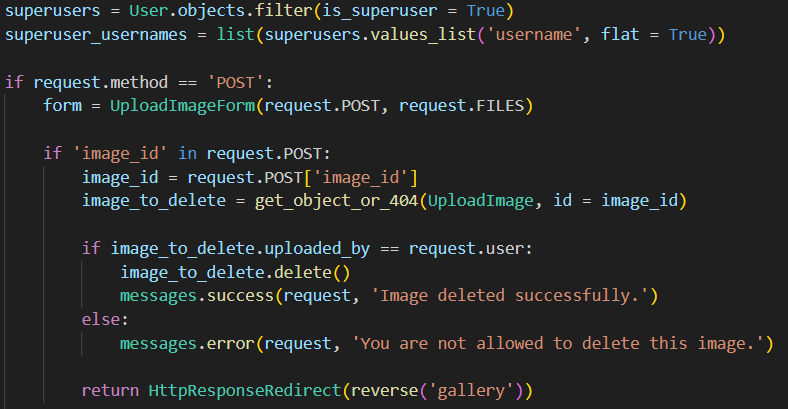 superusers = User.objects.filter(is_superuser = True)
superuser_usernames = list(superusers.values_list('username', flat = True))

if request.method == 'POST':
    form = UploadImageForm(request.POST, request.FILES)

    if 'image_id' in request.POST:
        image_id = request.POST['image_id']
        image_to_delete = get_object_or_404(UploadImage, id = image_id)

        if image_to_delete.uploaded_by == request.user:
            image_to_delete.delete()
            messages.success(request, 'Image deleted successfully.')
        else:
            messages.error(request, 'You are not allowed to delete this image.')

        return HttpResponseRedirect(reverse('gallery'))